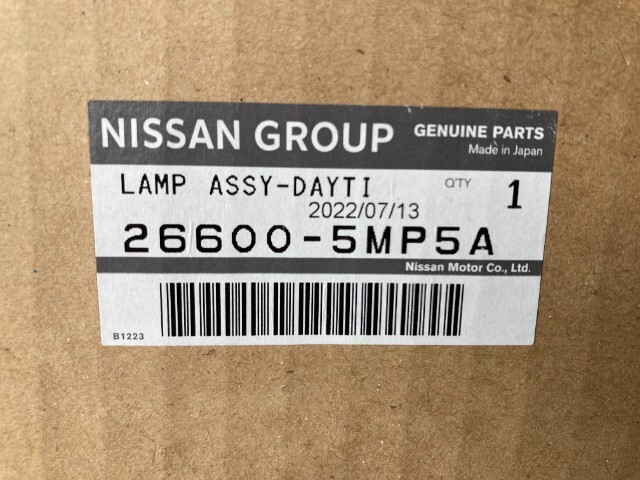 NISSAN GROUP GENUINE PARTS
Made in Japan
LAMP ASSY-DAYTI Q'TY 1
2022/07/13
26600-5MP5A
Nissan Motor Co., Ltd.
B1223